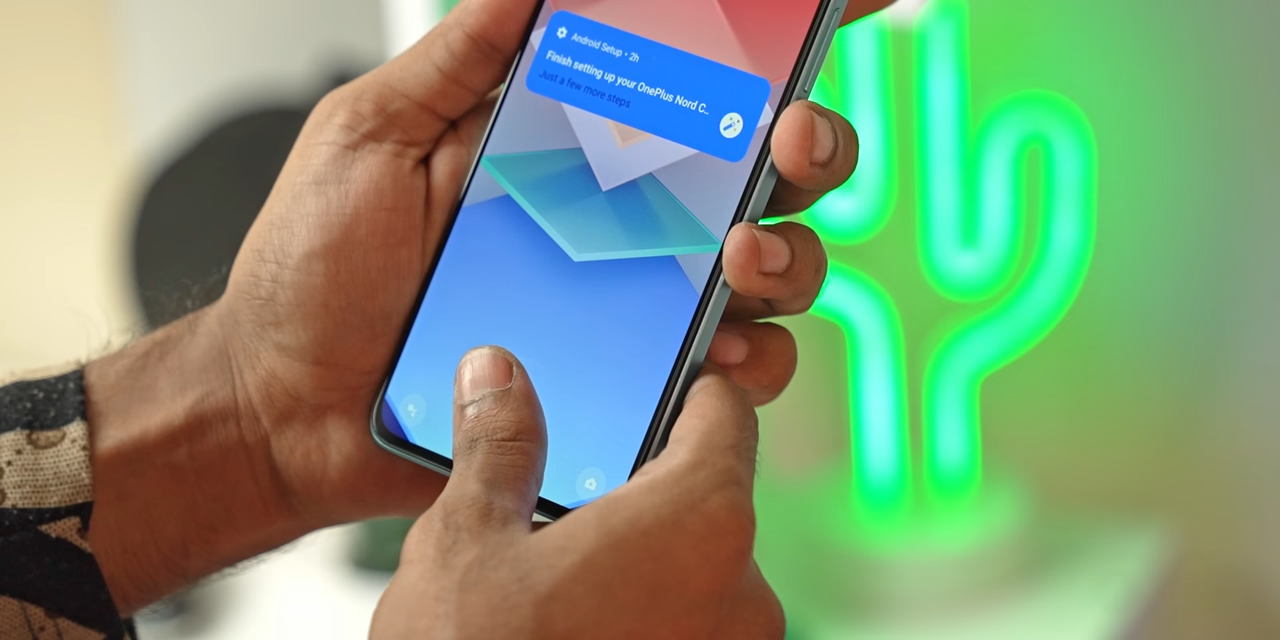 Android Setup • 2h
Finish setting up your OnePlus Nord C...
Just a few more steps